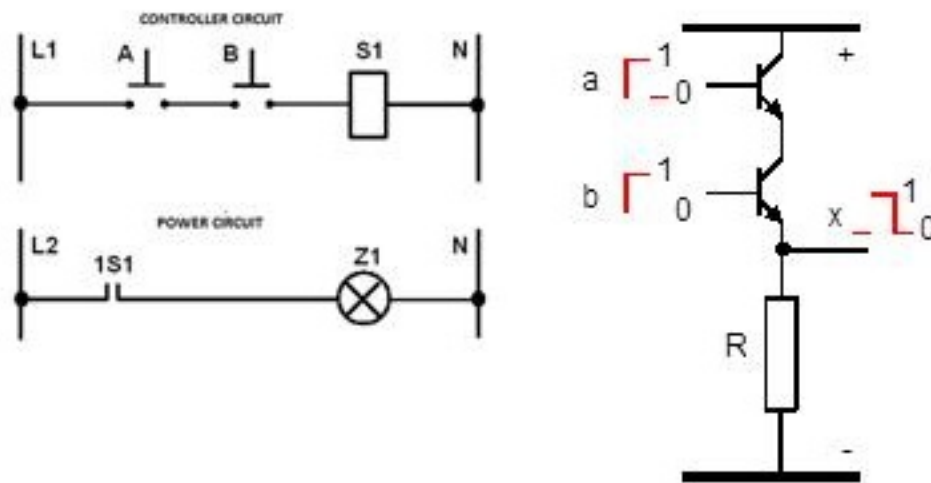 CONTROLLER CIRCUIT
L1 A B S1 N
POWER CIRCUIT
L2 1S1 Z1 N
+
a 1 0
b 1 0
x 1 0
R
-